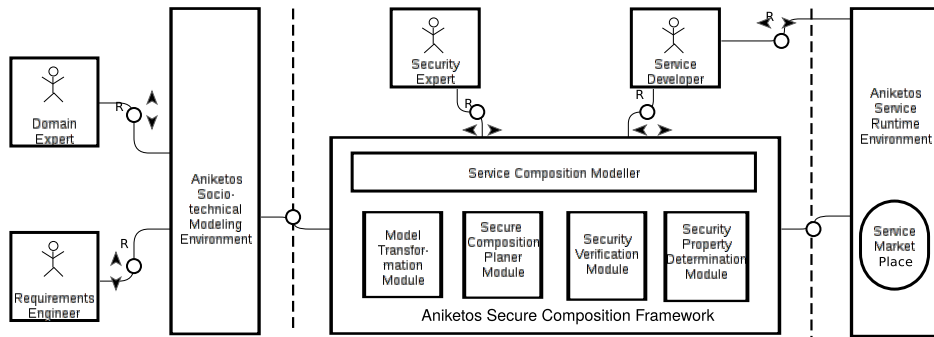 R
Domain
Expert
R
Requirements
Engineer
Aniketos
Socio-
technical
Modeling
Environment
Security
Expert
R
Service
Developer
R
R
Service Composition Modeller
Model
Transfor-
mation
Module
Secure
Composition
Planer
Module
Security
Verification
Module
Security
Property
Determination
Module
Aniketos Secure Composition Framework
Aniketos
Service
Runtime
Environment
Service
Market
Place